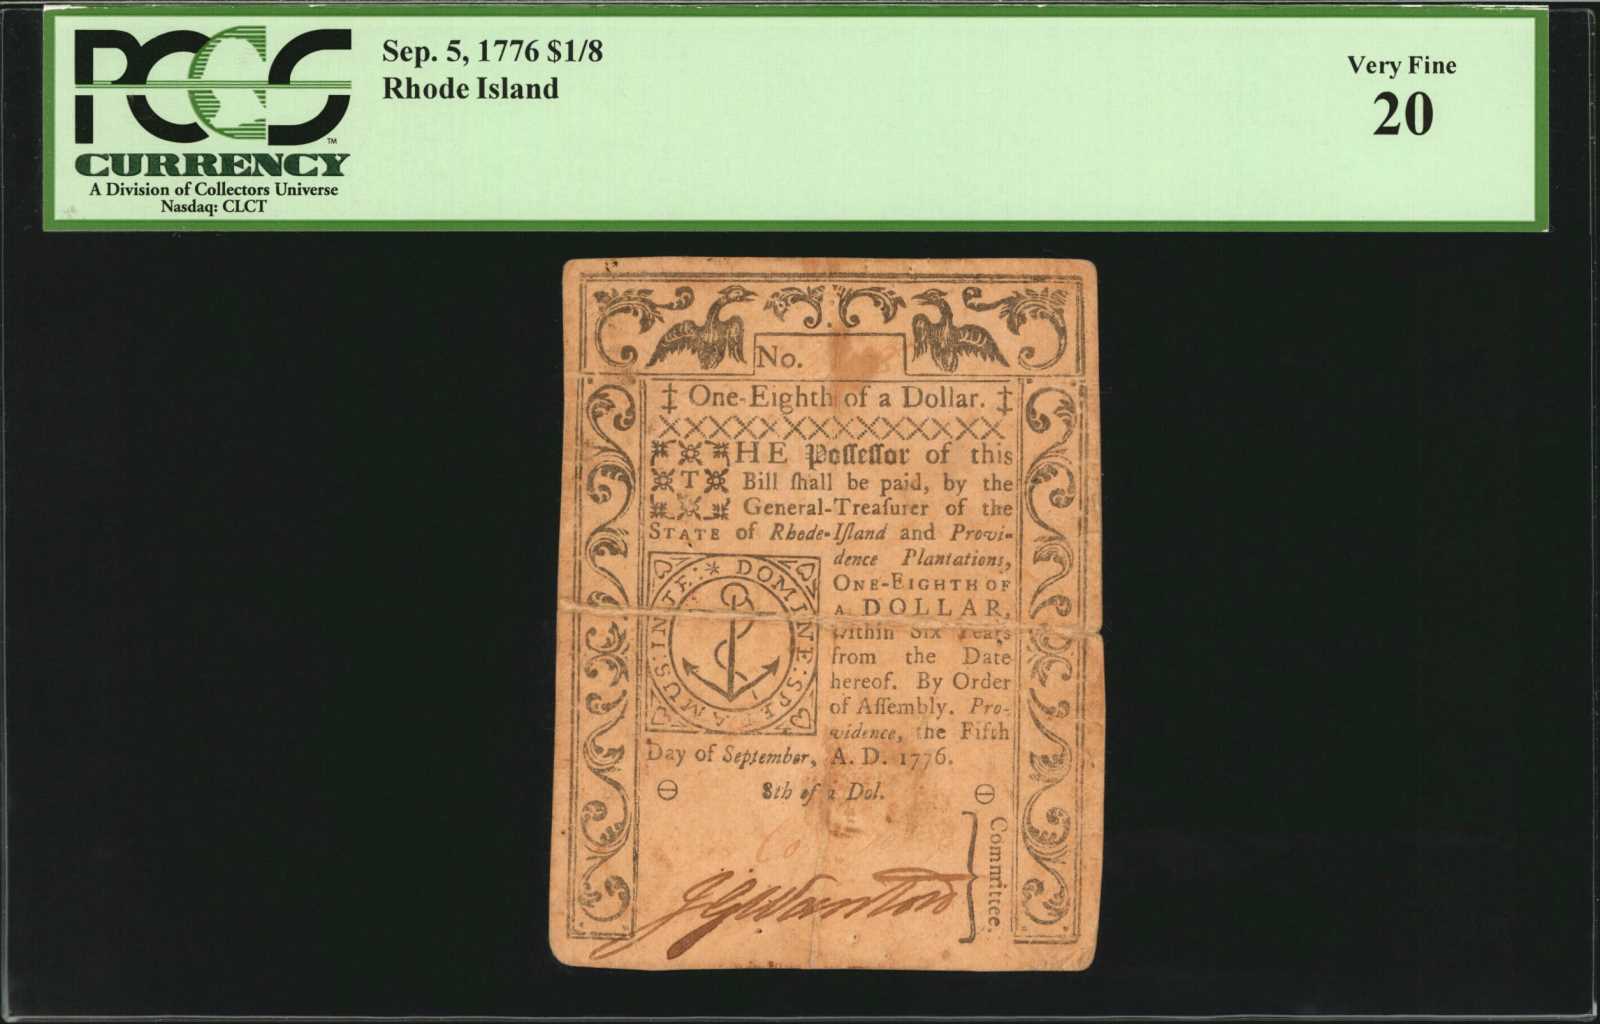 PCGS™
CURRENCY
A Division of Collectors Universe
Nasdaq: CLCT
Sep. 5, 1776 $1/8
Rhode Island
Very Fine
20
No.
‡ One-Eighth of a Dollar. ‡
THE Poſſeſſor of this
Bill ſhall be paid, by the
General-Treaſurer of the
STATE of Rhode-Iſland and Provi-
dence Plantations,
ONE-EIGHTH OF
A DOLLAR,
within Six Years
from the Date
hereof. By Order
of Aſſembly. Pro-
vidence, the Fifth
Day of September, A. D. 1776.
IN TE * DOMINE : SPERAMUS :
8th of a Dol.
Committee.